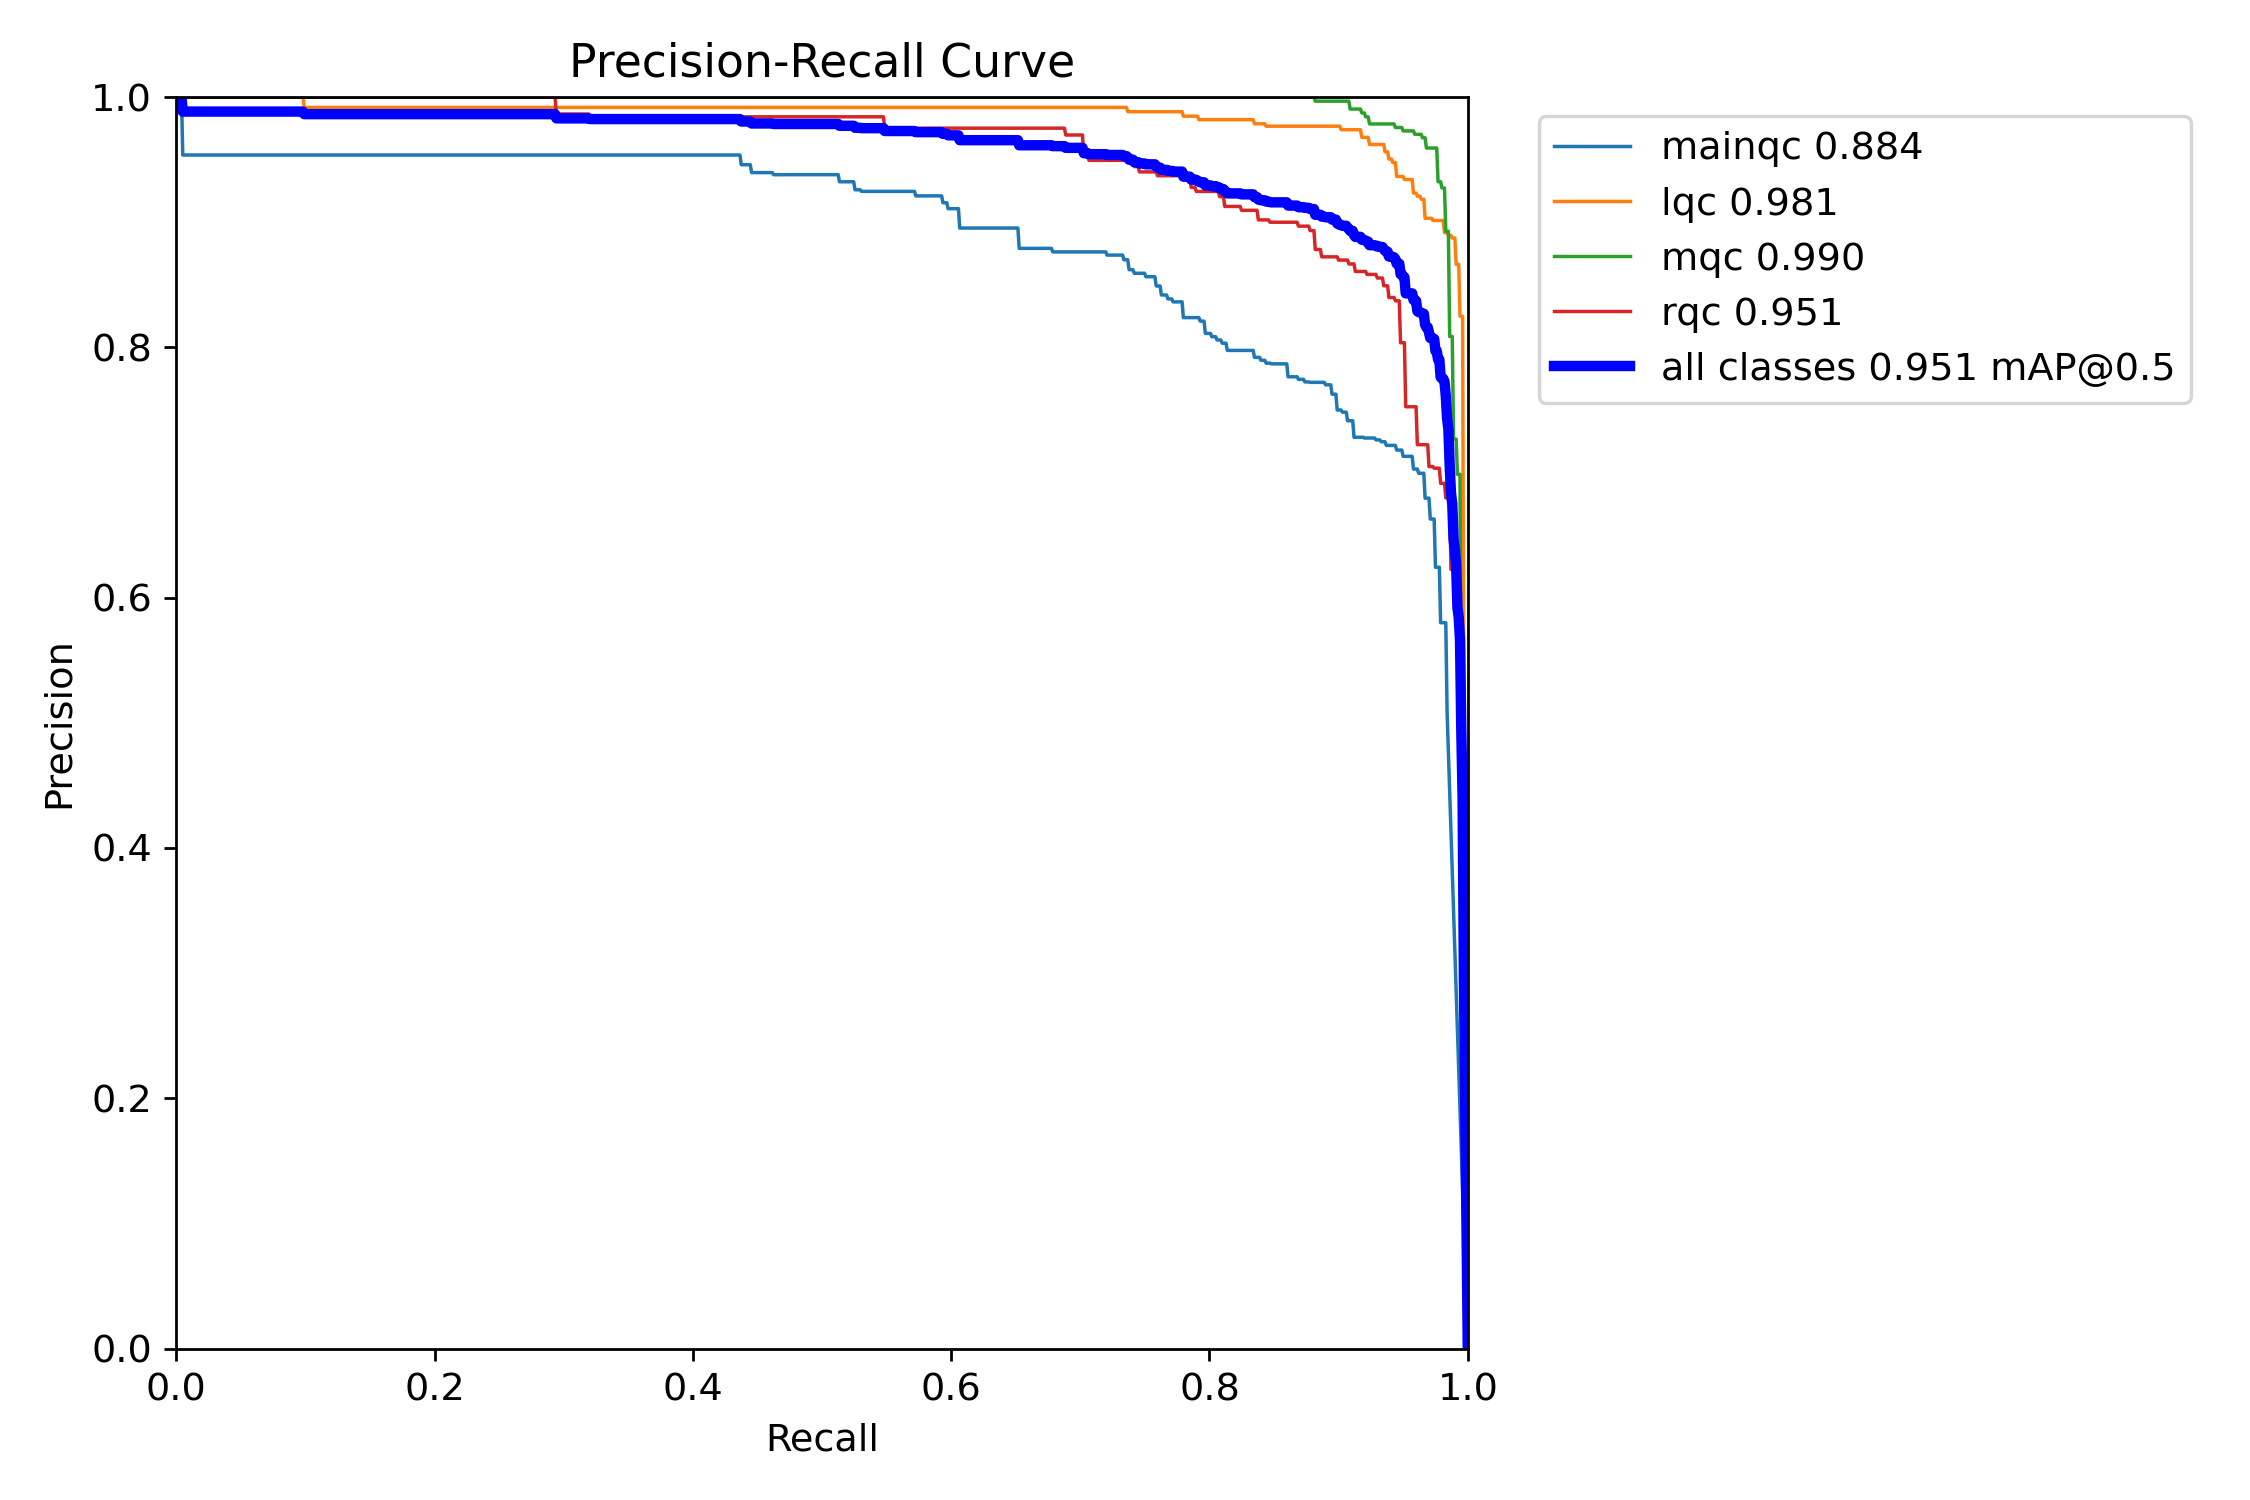 Precision-Recall Curve
1.0
0.8
0.6
0.4
0.2
0.0
Precision
0.0 0.2 0.4 0.6 0.8 1.0
Recall
mainqc 0.884
lqc 0.981
mqc 0.990
rqc 0.951
all classes 0.951 mAP@0.5